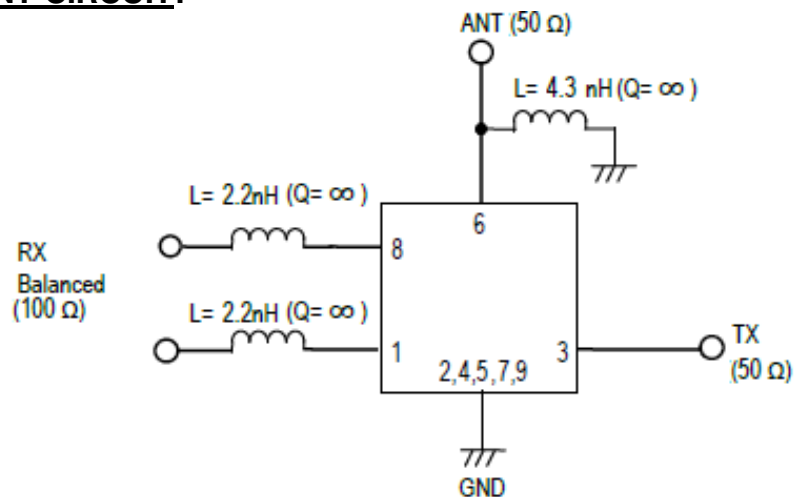 ANT (50 Ω)
L= 4.3 nH (Q= ∞ )
L= 2.2nH (Q= ∞ )
6
8
RX
Balanced
(100 Ω)
L= 2.2nH (Q= ∞ )
1
3
TX
(50 Ω)
2,4,5,7,9
GND